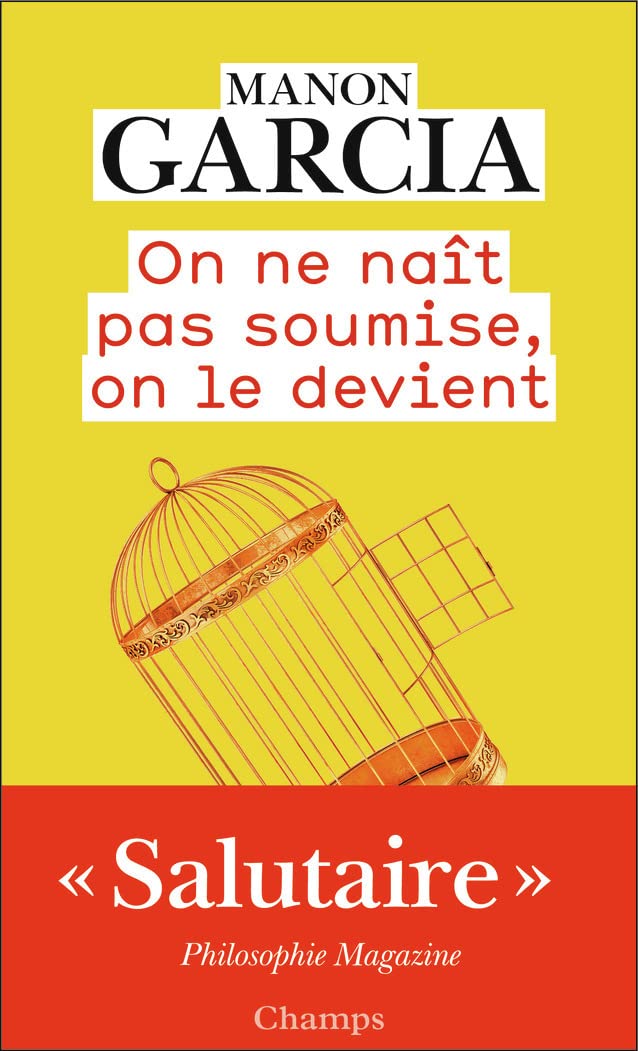 MANON
GARCIA
On ne naît
pas soumise,
on le devient
« Salutaire »
Philosophie Magazine
Champs